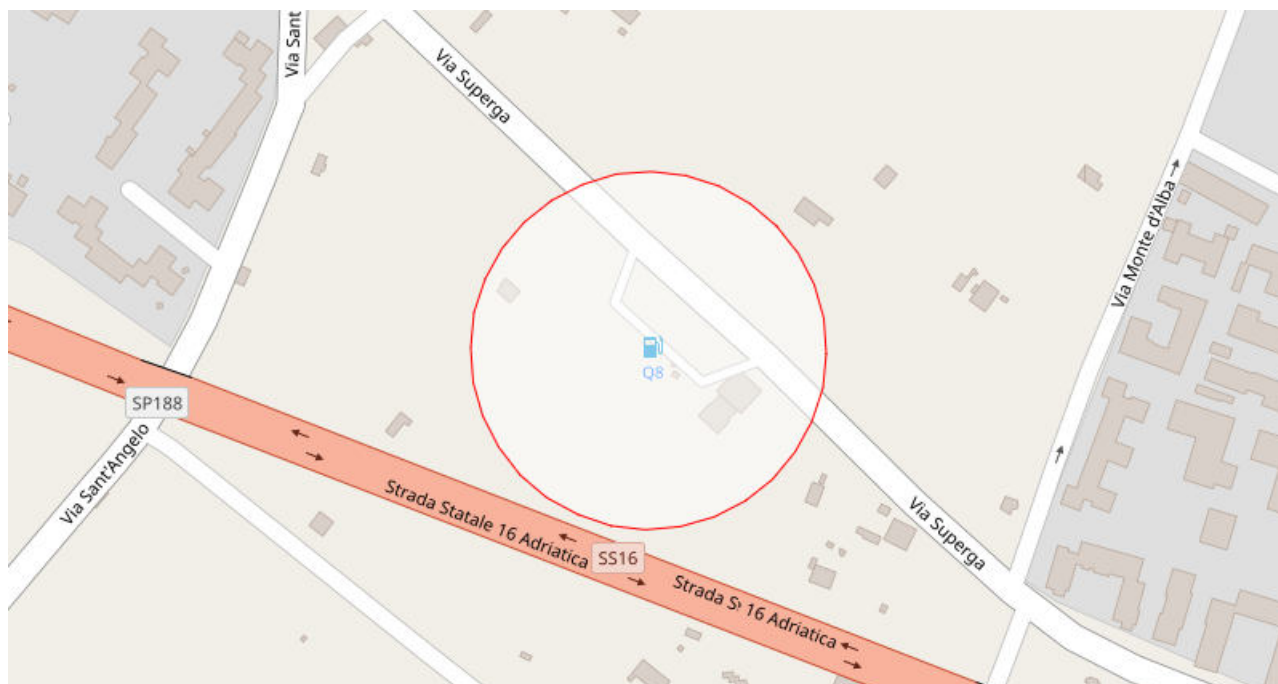 Via Sant
Via Superga
Via Monte d'Alba
Q8
SP188
Via Sant'Angelo
Strada Statale 16 Adriatica
SS16
Via Superga
Strada S 16 Adriatica